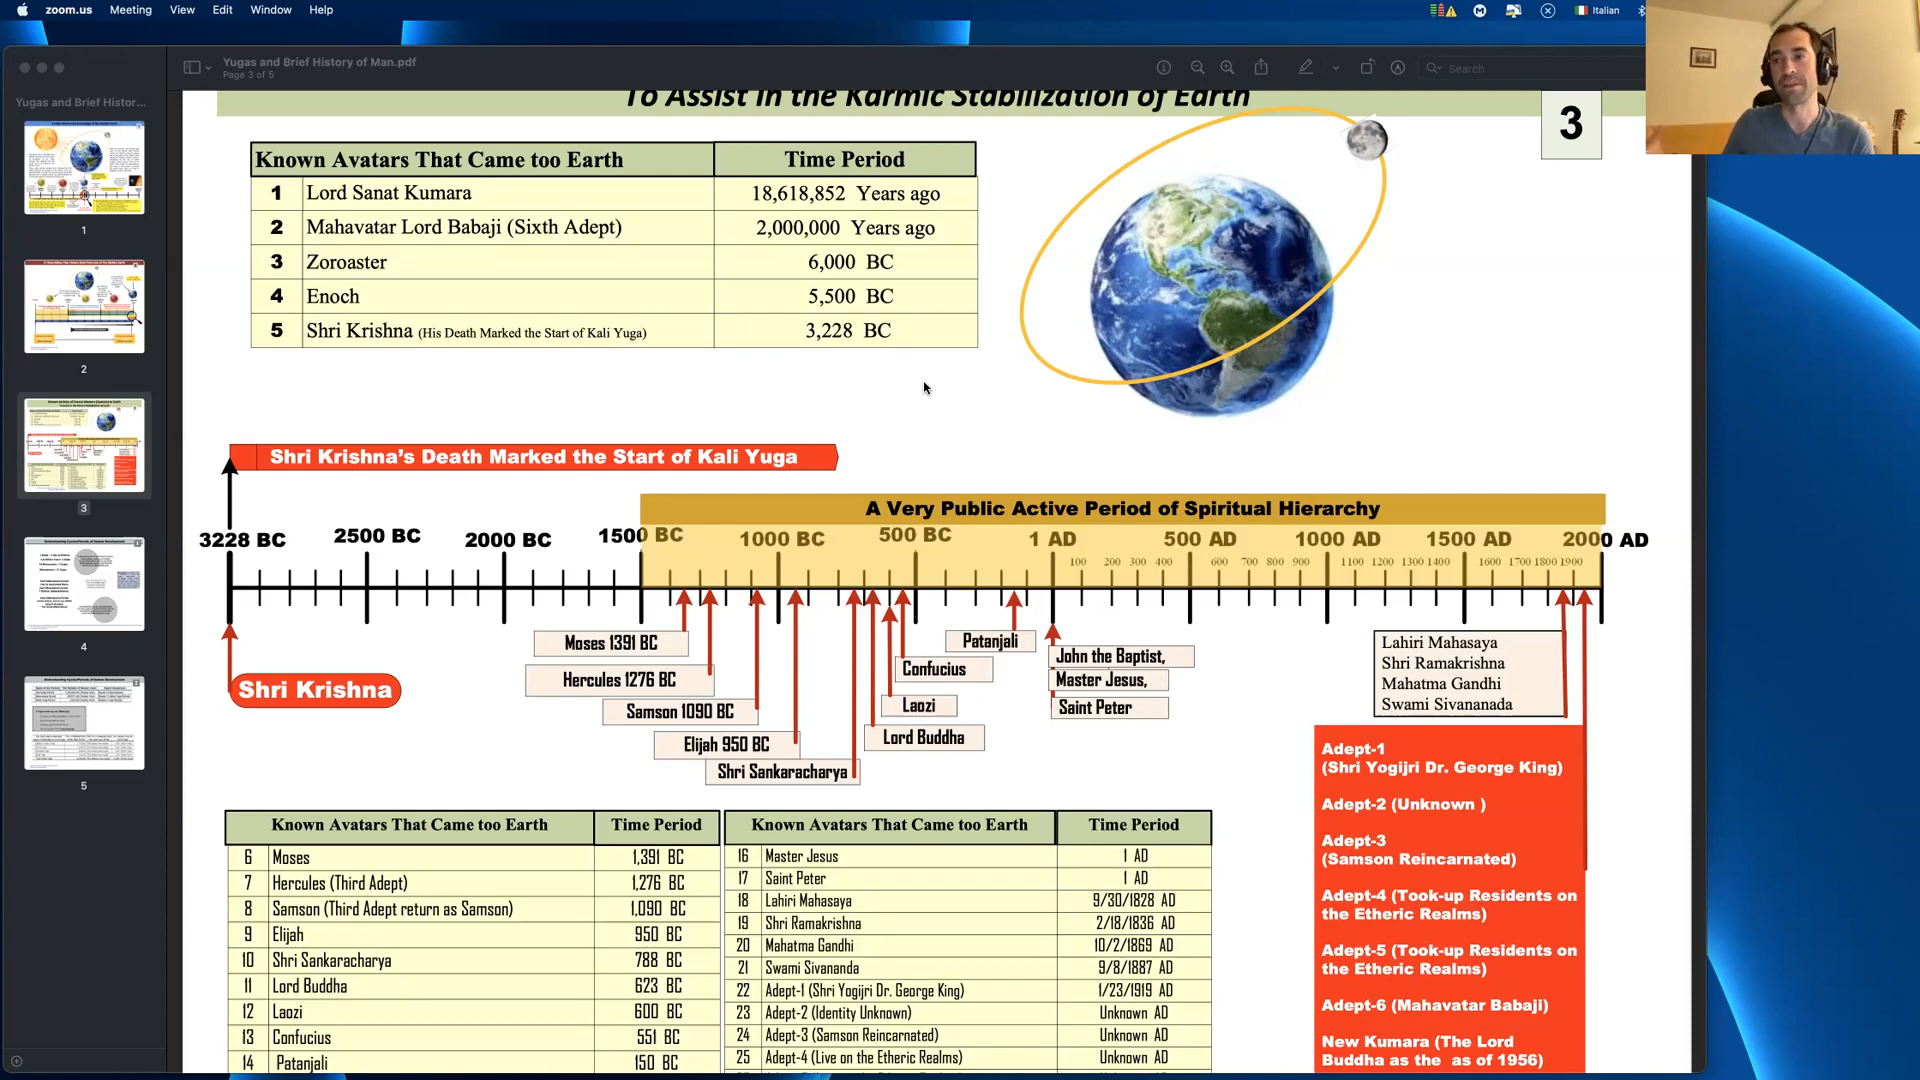 zoom.us Meeting View Edit Window Help
Italian
Yugas and Brief History of Man.pdf
Page 3 of 5
Search
Yugas and Brief Histor...
1
2
3
4
5
To Assist in the Karmic Stabilization of Earth
3
Known Avatars That Came too Earth Time Period
1 Lord Sanat Kumara 18,618,852 Years ago
2 Mahavatar Lord Babaji (Sixth Adept) 2,000,000 Years ago
3 Zoroaster 6,000 BC
4 Enoch 5,500 BC
5 Shri Krishna (His Death Marked the Start of Kali Yuga) 3,228 BC
Shri Krishna's Death Marked the Start of Kali Yuga
A Very Public Active Period of Spiritual Hierarchy
3228 BC 2500 BC 2000 BC 1500 BC 1000 BC 500 BC 1 AD 500 AD 1000 AD 1500 AD 2000 AD
100 200 300 400 600 700 800 900 1100 1200 1300 1400 1600 1700 1800 1900
Moses 1391 BC
Hercules 1276 BC
Samson 1090 BC
Elijah 950 BC
Shri Sankaracharya
Shri Krishna
Patanjali
Confucius
Laozi
Lord Buddha
John the Baptist,
Master Jesus,
Saint Peter
Lahiri Mahasaya
Shri Ramakrishna
Mahatma Gandhi
Swami Sivananada
Adept-1
(Shri Yogijri Dr. George King)
Adept-2 (Unknown )
Adept-3
(Samson Reincarnated)
Adept-4 (Took-up Residents on
the Etheric Realms)
Adept-5 (Took-up Residents on
the Etheric Realms)
Adept-6 (Mahavatar Babaji)
New Kumara (The Lord
Buddha as the as of 1956)
Known Avatars That Came too Earth Time Period
6 Moses 1,391 BC
7 Hercules (Third Adept) 1,276 BC
8 Samson (Third Adept return as Samson) 1,090 BC
9 Elijah 950 BC
10 Shri Sankaracharya 788 BC
11 Lord Buddha 623 BC
12 Laozi 600 BC
13 Confucius 551 BC
14 Patanjali 150 BC
Known Avatars That Came too Earth Time Period
16 Master Jesus 1 AD
17 Saint Peter 1 AD
18 Lahiri Mahasaya 9/30/1828 AD
19 Shri Ramakrishna 2/18/1836 AD
20 Mahatma Gandhi 10/2/1869 AD
21 Swami Sivananda 9/8/1887 AD
22 Adept-1 (Shri Yogijri Dr. George King) 1/23/1919 AD
23 Adept-2 (Identity Unknown) Unknown AD
24 Adept-3 (Samson Reincarnated) Unknown AD
25 Adept-4 (Live on the Etheric Realms) Unknown AD